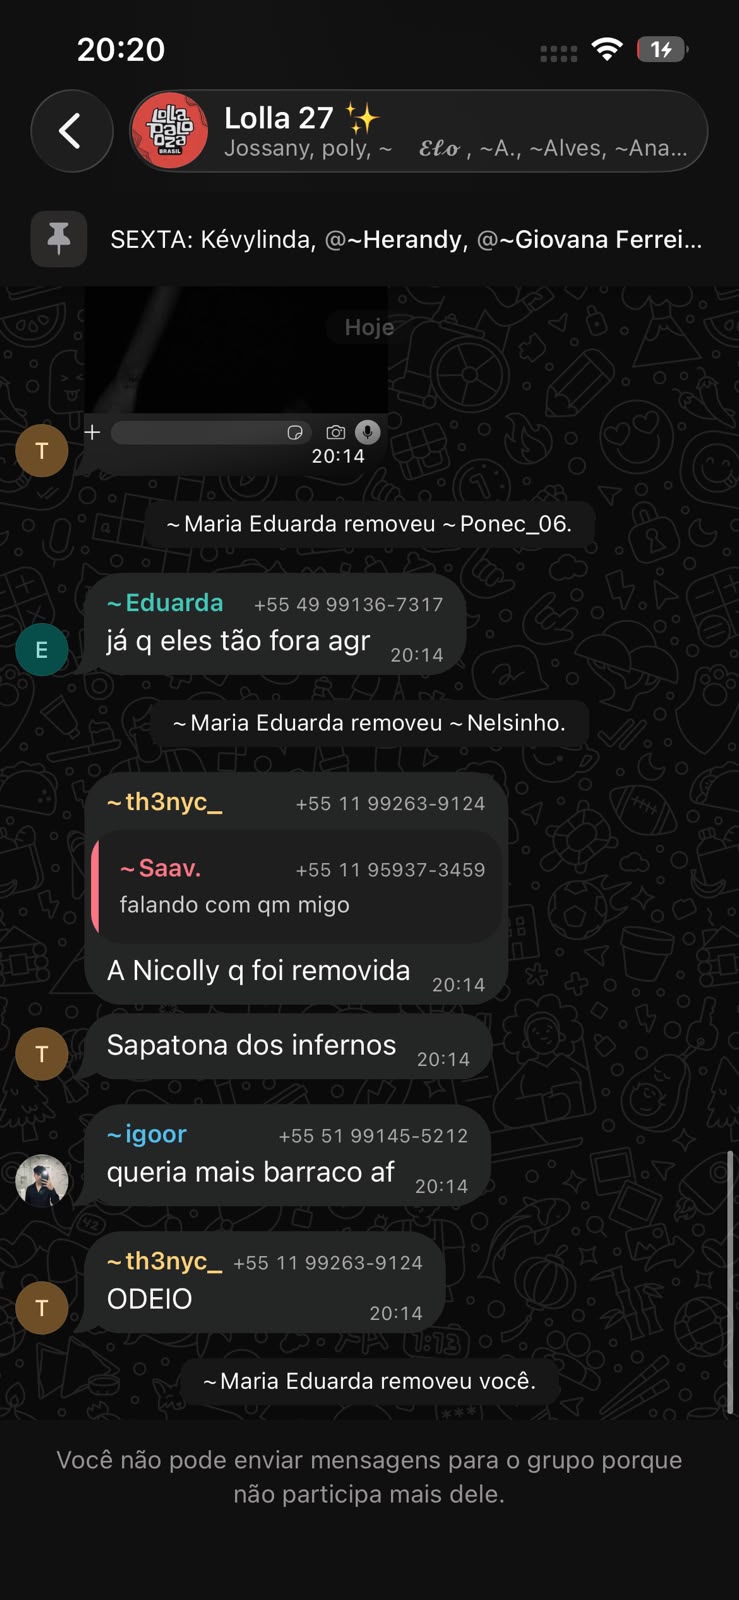 20:20
1
Lolla 27 ✨
Jossany, poly, ~ 𝓔𝓵𝓸 , ~A., ~Alves, ~Ana...
lolla
palo
oza
BRASIL
SEXTA: Kévylinda, @~Herandy, @~Giovana Ferrei...
Hoje
20:14
T
~Maria Eduarda removeu ~Ponec_06.
~Eduarda +55 49 99136-7317
já q eles tão fora agr 20:14
E
~Maria Eduarda removeu ~Nelsinho.
~th3nyc_ +55 11 99263-9124
~Saav. +55 11 95937-3459
falando com qm migo
A Nicolly q foi removida 20:14
Sapatona dos infernos 20:14
T
~igoor +55 51 99145-5212
queria mais barraco af 20:14
~th3nyc_ +55 11 99263-9124
ODEIO 20:14
T
~Maria Eduarda removeu você.
Você não pode enviar mensagens para o grupo porque
não participa mais dele.